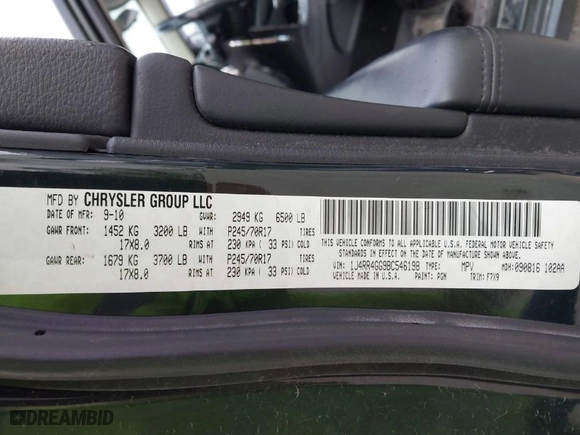 MFD BY CHRYSLER GROUP LLC
DATE OF MFR 9-10 GVWR: 2949 KG 6500 LB
GAWR FRONT: 1452 KG 3200 LB WITH P245/70R17 TIRES
17X8.0 RIMS AT 230 KPA ( 33 PSI) COLD
GAWR REAR: 1679 KG 3700 LB WITH P245/70R17 TIRES
17X8.0 RIMS AT 230 KPA ( 33 PSI) COLD
THIS VEHICLE CONFORMS TO ALL APPLICABLE U.S.A. FEDERAL MOTOR VEHICLE SAFETY
STANDARDS IN EFFECT ON THE DATE OF MANUFACTURE SHOWN ABOVE.
VIN: 1J4RR4GG9BC546198 TYPE: MPV MDH: 090816 102AA
MADE IN U.S.A. PAINT: TRIM: F7X9
DREAMBID